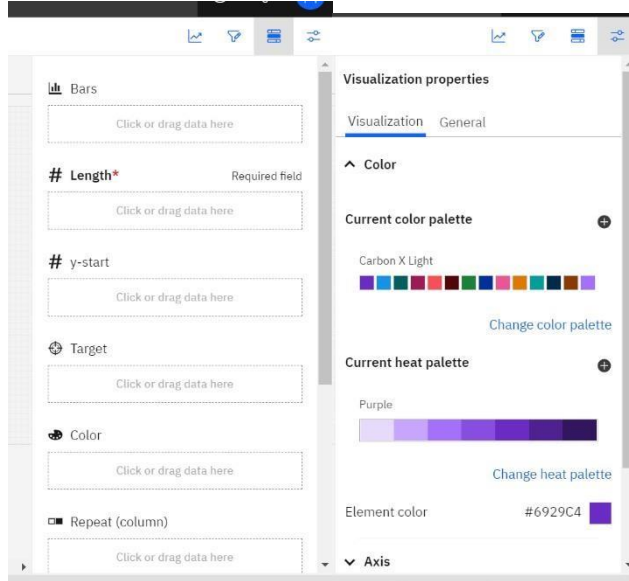 Bars
Click or drag data here
# Length* Required field
Click or drag data here
# y-start
Click or drag data here
Target
Click or drag data here
Color
Click or drag data here
Repeat (column)
Click or drag data here
Visualization properties
Visualization General
Color
Current color palette
Carbon X Light
Change color palette
Current heat palette
Purple
Change heat palette
Element color #6929C4
Axis